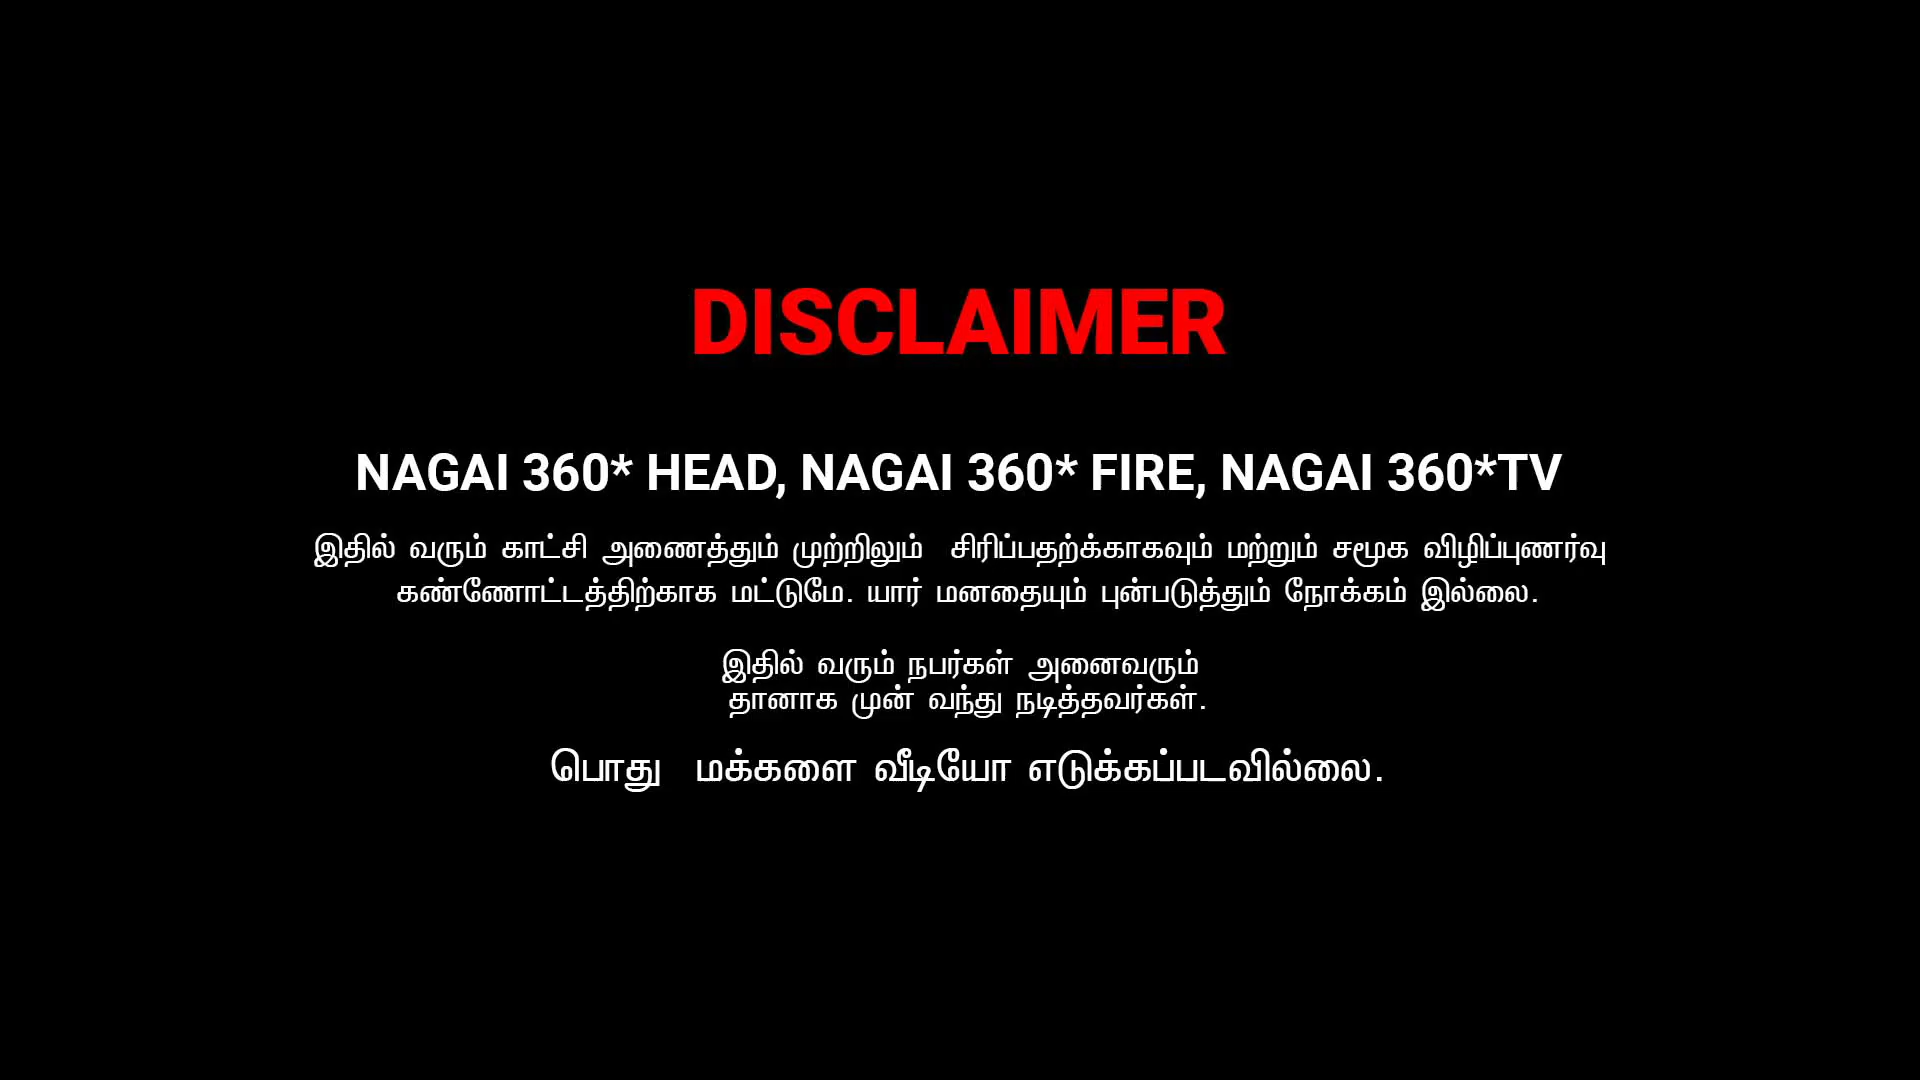 DISCLAIMER
NAGAI 360* HEAD, NAGAI 360* FIRE, NAGAI 360*TV
இதில் வரும் காட்சி அணைத்தும் முற்றிலும் சிரிப்பதற்க்காகவும் மற்றும் சமூக விழிப்புணர்வு
கண்ணோட்டத்திற்காக மட்டுமே. யார் மனதையும் புன்படுத்தும் நோக்கம் இல்லை.
இதில் வரும் நபர்கள் அனைவரும்
தானாக முன் வந்து நடித்தவர்கள்.
பொது மக்களை வீடியோ எடுக்கப்படவில்லை.